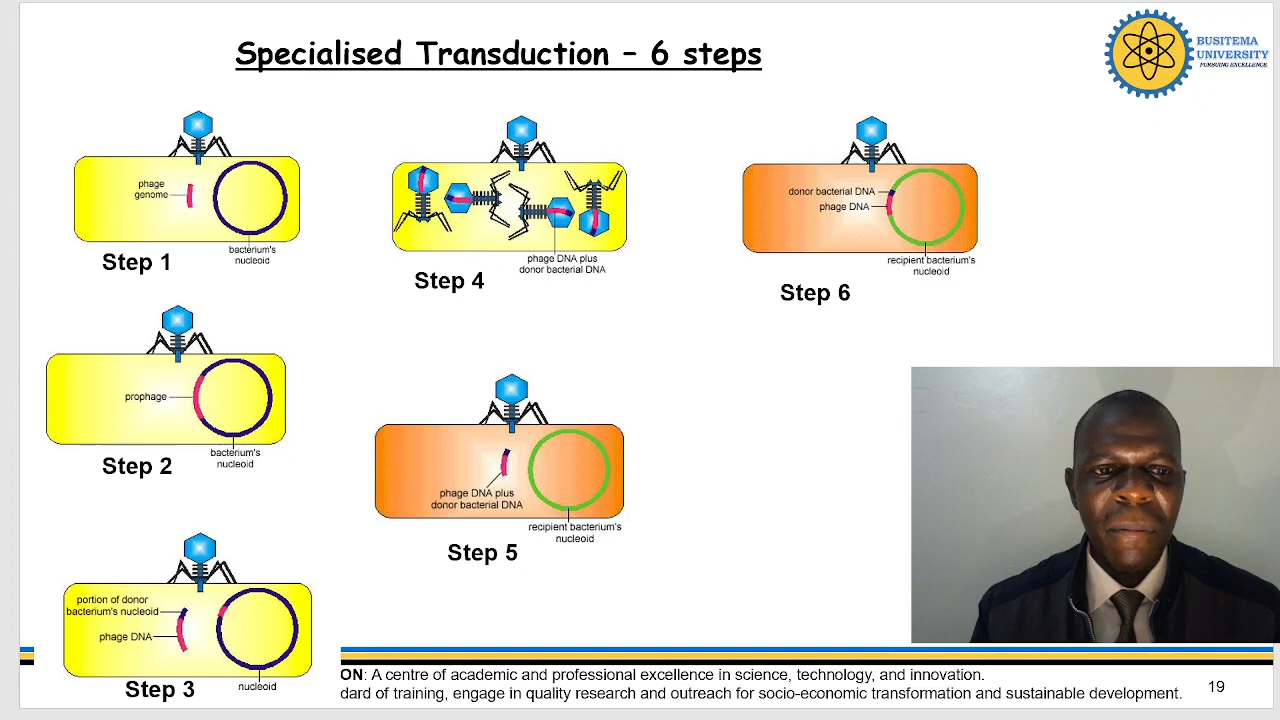 Specialised Transduction – 6 steps
BUSITEMA
UNIVERSITY
PURSUING EXCELLENCE
phage
genome
bacterium's
nucleoid
Step 1
prophage
bacterium's
nucleoid
Step 2
portion of donor
bacterium's nucleoid
phage DNA
nucleoid
Step 3
phage DNA plus
donor bacterial DNA
Step 4
phage DNA plus
donor bacterial DNA
recipient bacterium's
nucleoid
Step 5
donor bacterial DNA
phage DNA
recipient bacterium's
nucleoid
Step 6
ON: A centre of academic and professional excellence in science, technology, and innovation.
dard of training, engage in quality research and outreach for socio-economic transformation and sustainable development.
19